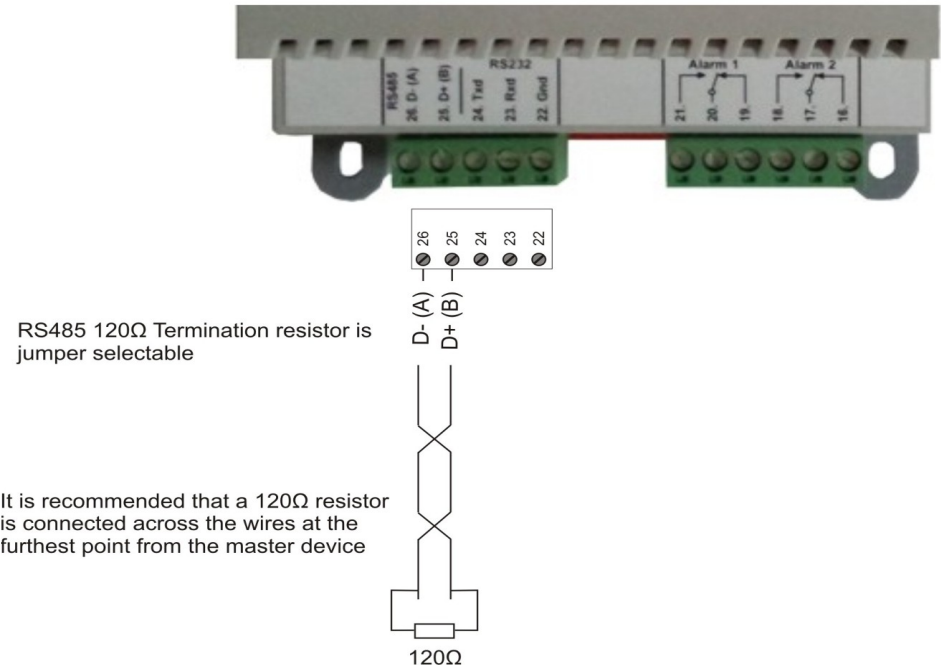 RS485
26. D- (A)
25. D+ (B)
RS232
24. Txd
23. Rxd
22. Gnd
Alarm 1
21.
20.
19.
Alarm 2
18.
17.
16.
26
25
24
23
22
D- (A)
D+ (B)
RS485 120Ω Termination resistor is
jumper selectable
It is recommended that a 120Ω resistor
is connected across the wires at the
furthest point from the master device
120Ω